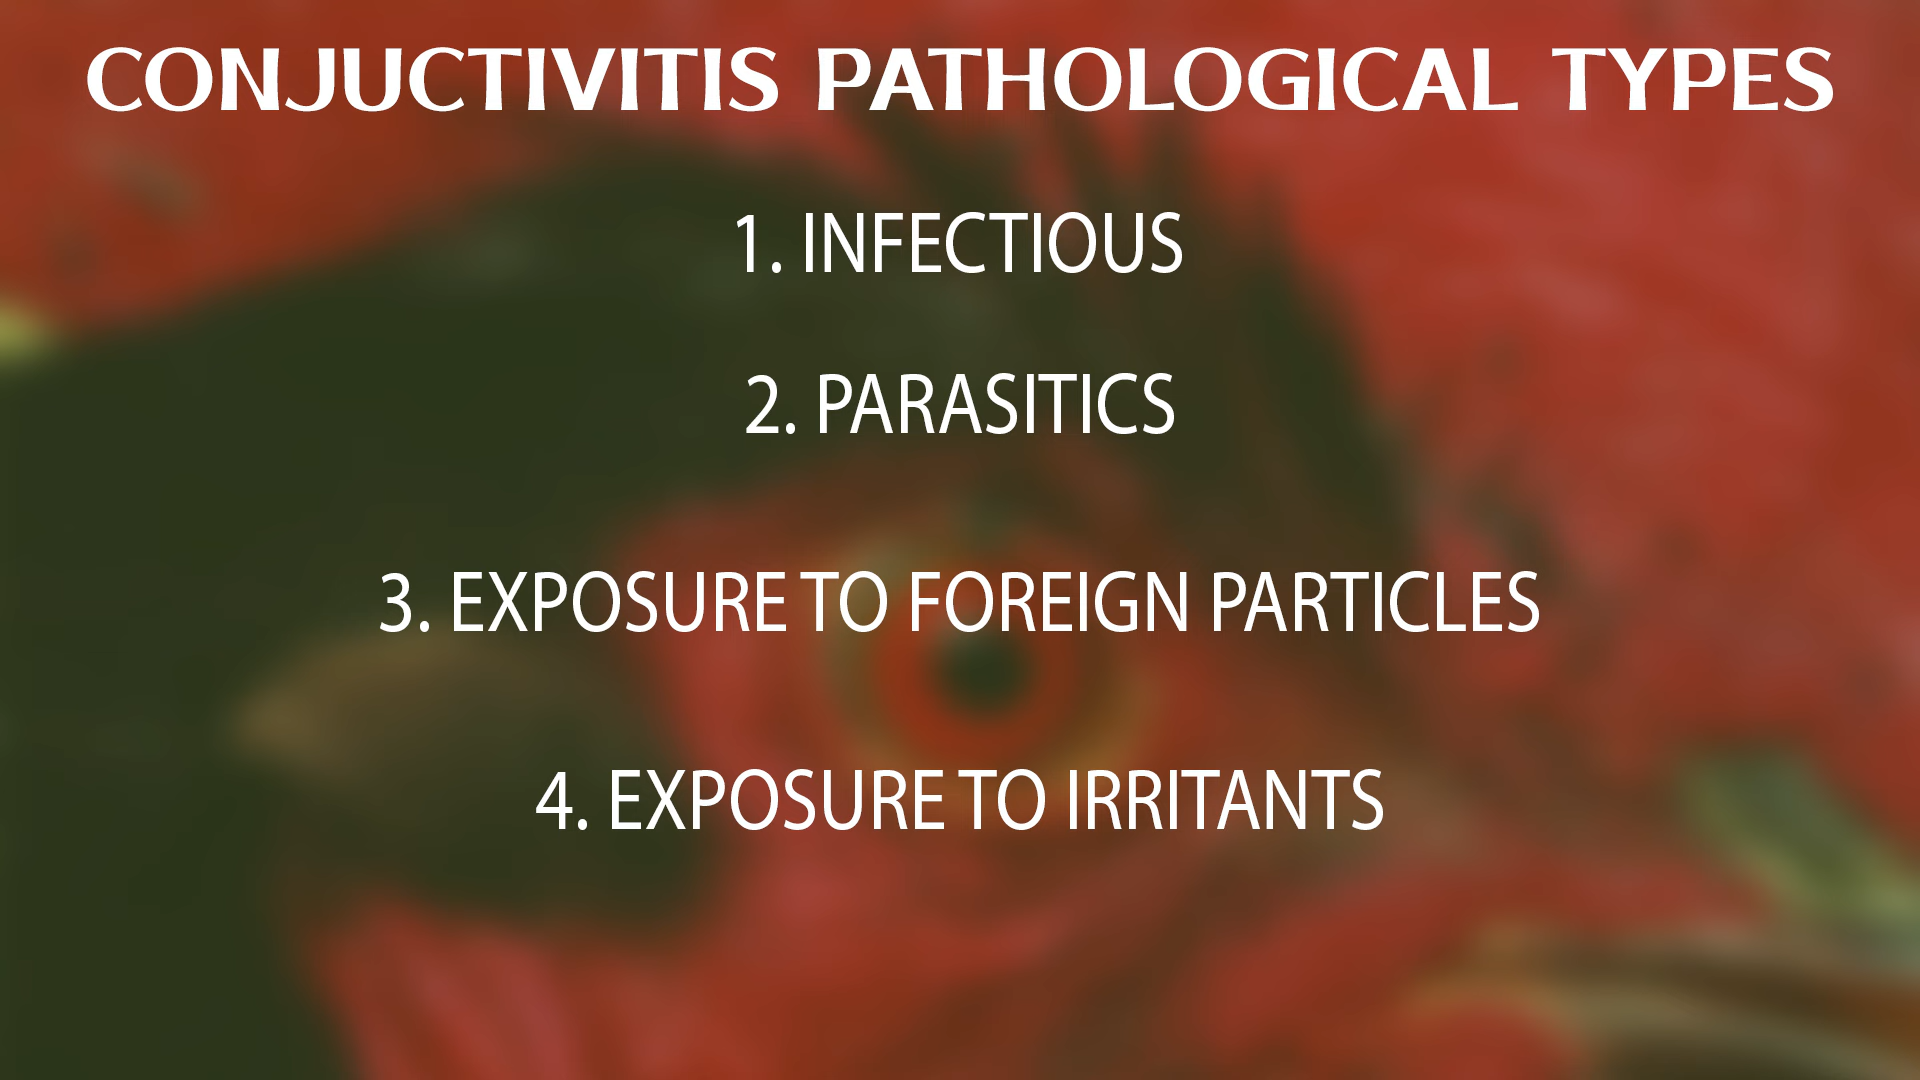 CONJUCTIVITIS PATHOLOGICAL TYPES
1. INFECTIOUS
2. PARASITICS
3. EXPOSURE TO FOREIGN PARTICLES
4. EXPOSURE TO IRRITANTS